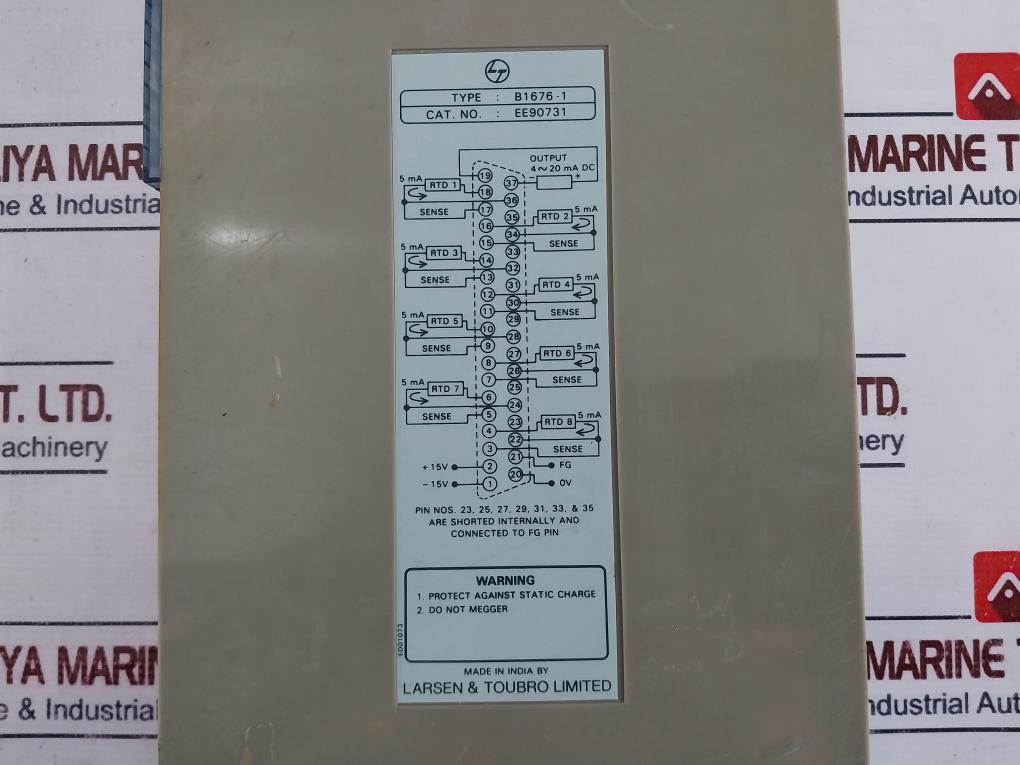 LT
TYPE : B1676-1
CAT. NO. : EE90731
OUTPUT
4~20 mA DC
- +
19
37
5 mA RTD 1 18
36
SENSE 17
35
16 RTD 2 5 mA
34
15 SENSE
33
5 mA RTD 3 14
32
SENSE 13
31
12 RTD 4 5 mA
30
11 SENSE
29
5 mA RTD 5 10
28
SENSE 9
27
8 RTD 6 5 mA
26
7 SENSE
25
5 mA RTD 7 6
24
SENSE 5
23
4 RTD 8 5 mA
22
3 SENSE
21 FG
+15V 2
20 0V
-15V 1
PIN NOS. 23, 25, 27, 29, 31, 33, & 35
ARE SHORTED INTERNALLY AND
CONNECTED TO FG PIN
WARNING
1. PROTECT AGAINST STATIC CHARGE
2. DO NOT MEGGER
ED01073
MADE IN INDIA BY
LARSEN & TOUBRO LIMITED
LIYA MAR
ne & Industria
T. LTD.
achinery
YA MARIN
e & Industrial
MARINE T
ndustrial Autom
TD.
nery
MARINE T
ndustrial Aut